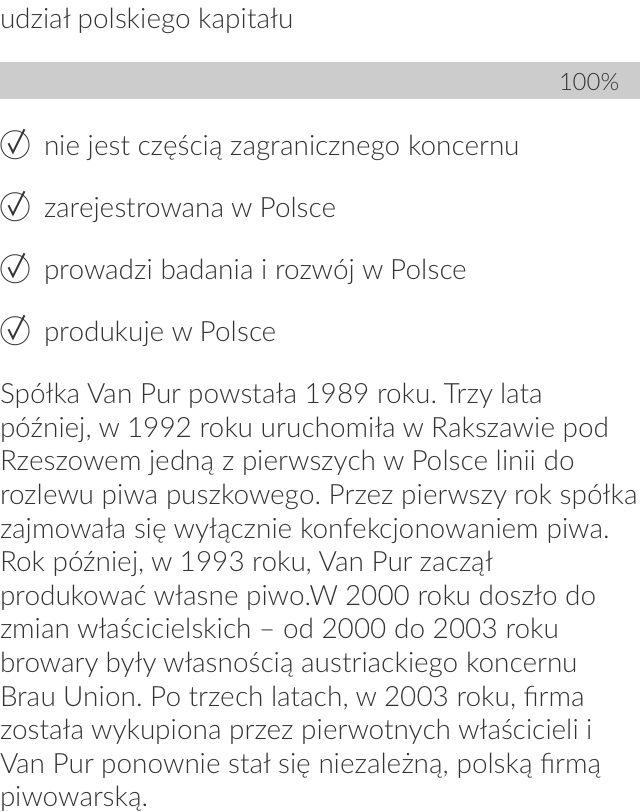 udział polskiego kapitału
100%
nie jest częścią zagranicznego koncernu
zarejestrowana w Polsce
prowadzi badania i rozwój w Polsce
produkuje w Polsce
Spółka Van Pur powstała 1989 roku. Trzy lata
później, w 1992 roku uruchomiła w Rakszawie pod
Rzeszowem jedną z pierwszych w Polsce linii do
rozlewu piwa puszkowego. Przez pierwszy rok spółka
zajmowała się wyłącznie konfekcjonowaniem piwa.
Rok później, w 1993 roku, Van Pur zaczął
produkować własne piwo.W 2000 roku doszło do
zmian właścicielskich – od 2000 do 2003 roku
browary były własnością austriackiego koncernu
Brau Union. Po trzech latach, w 2003 roku, firma
została wykupiona przez pierwotnych właścicieli i
Van Pur ponownie stał się niezależną, polską firmą
piwowarską.